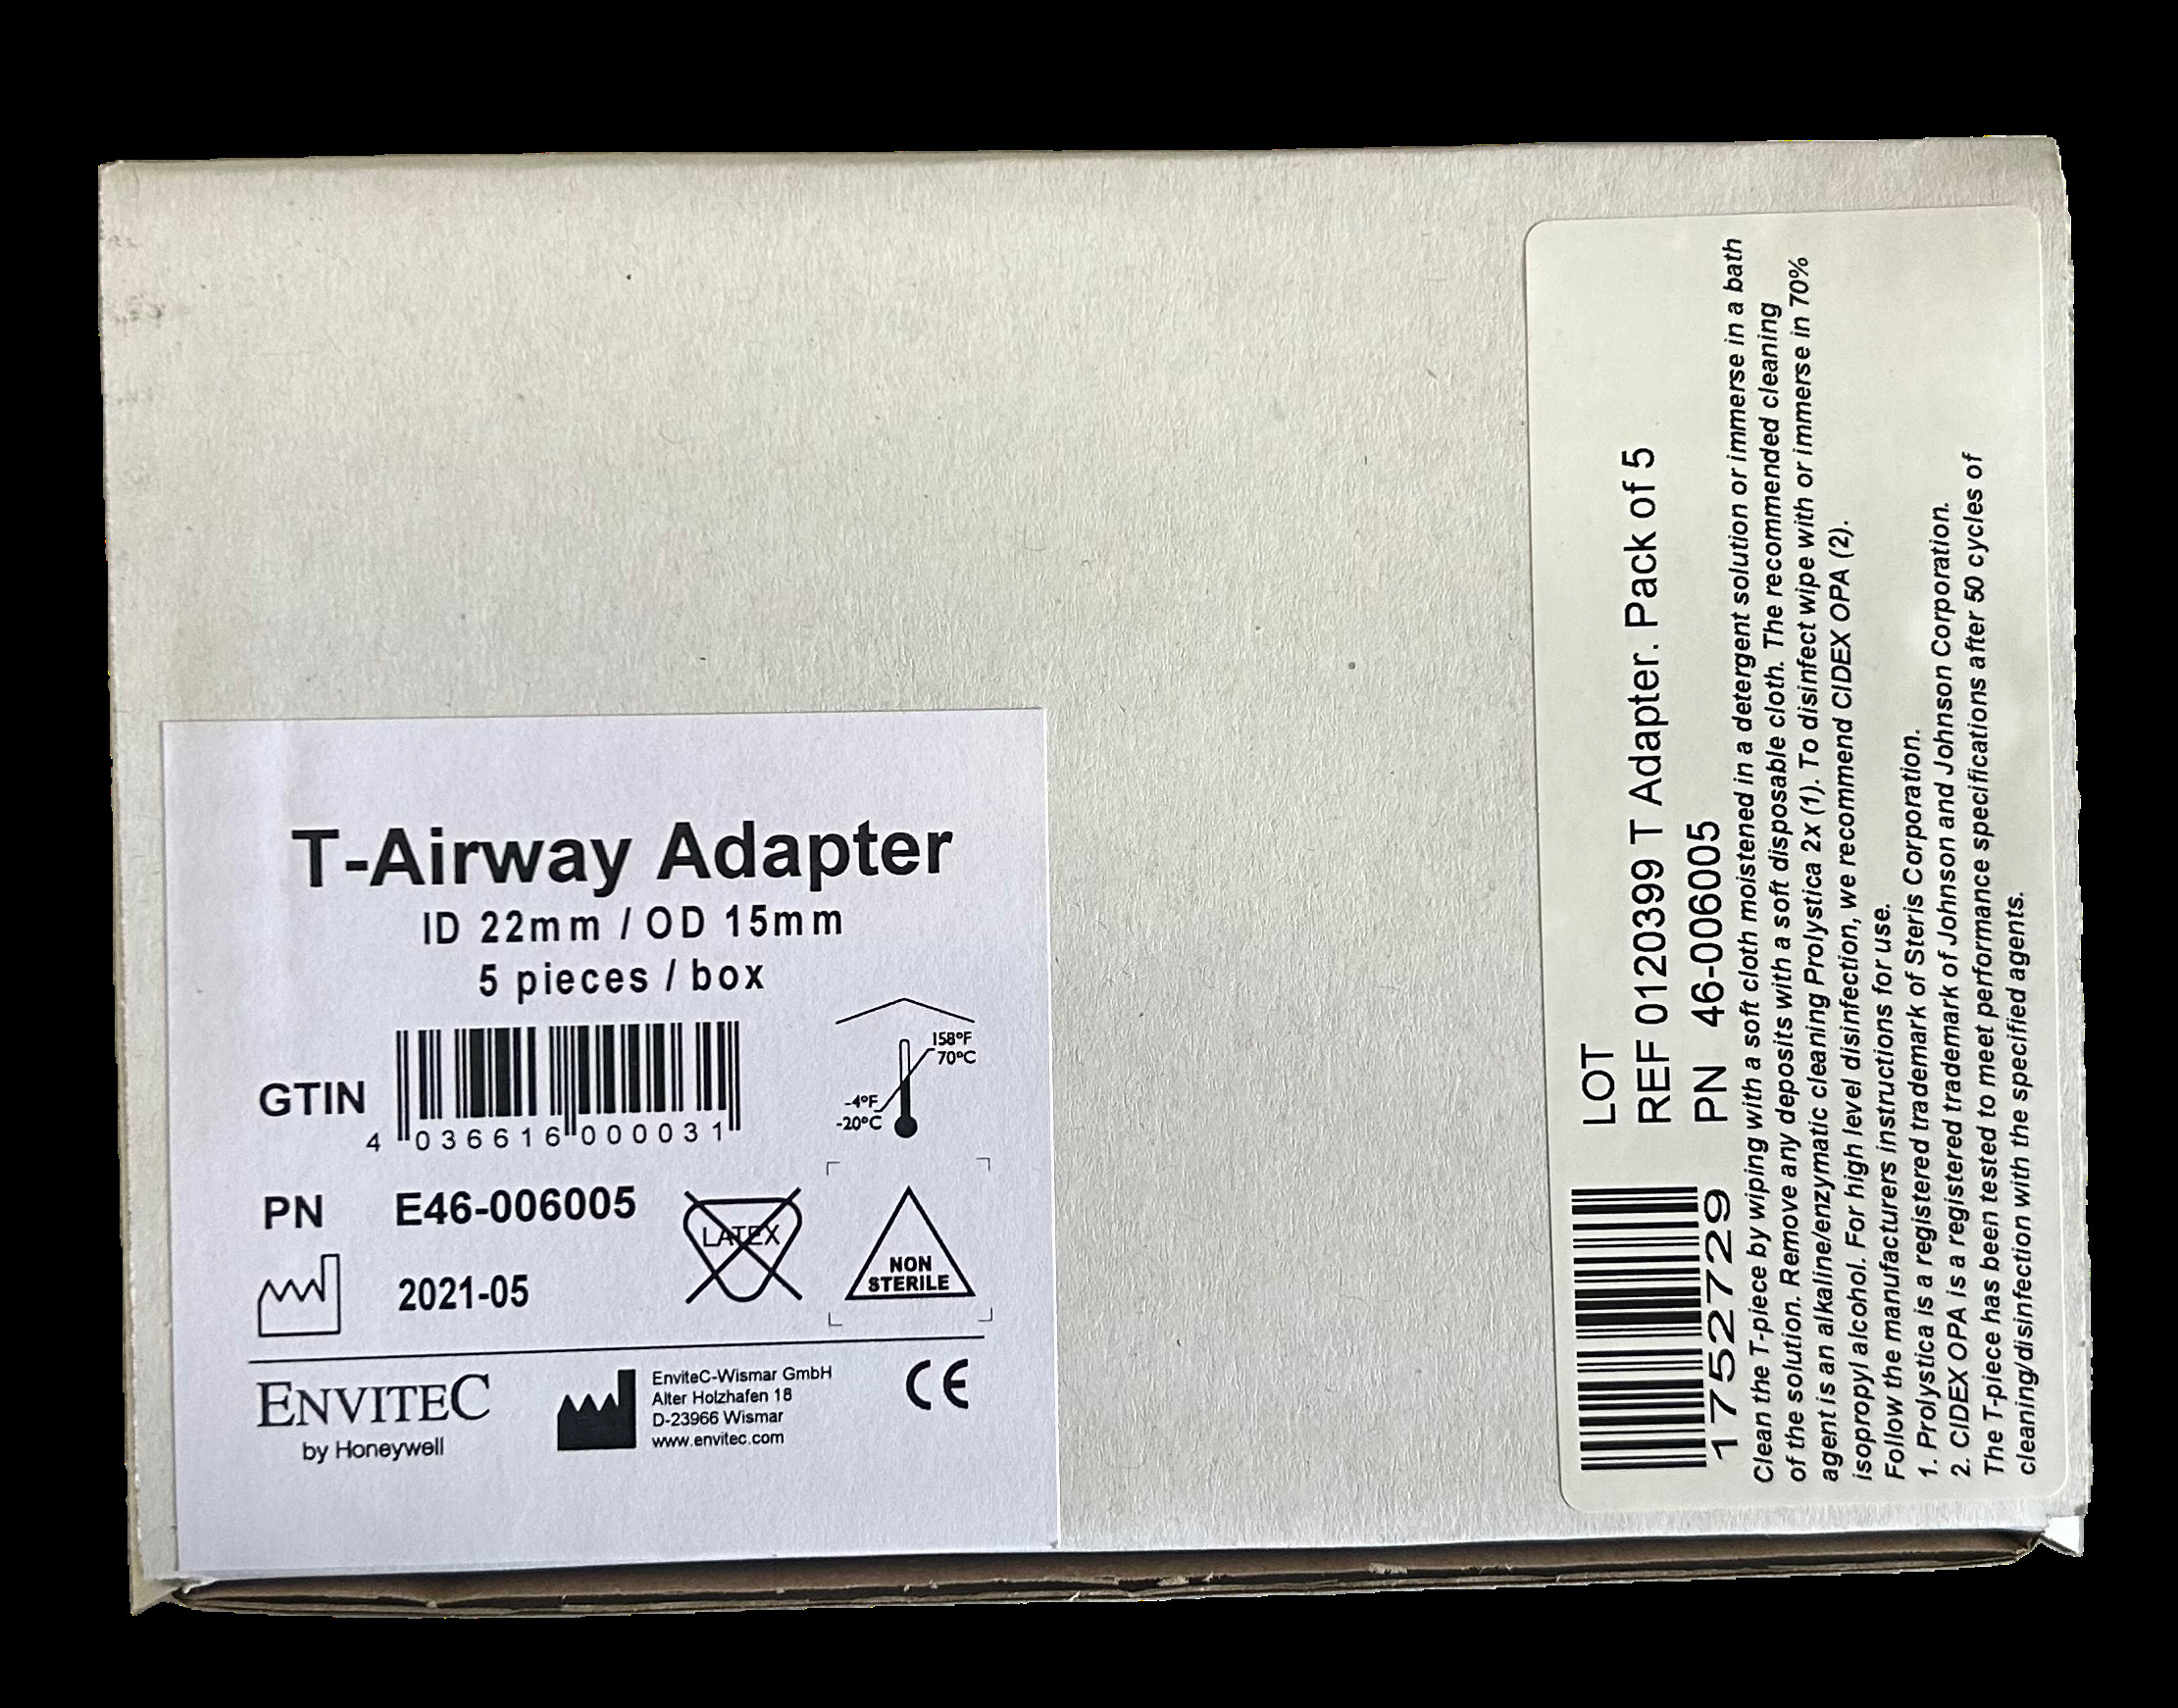 T-Airway Adapter
ID 22mm / OD 15mm
5 pieces / box
GTIN
4 036616 000031
158°F
70°C
-4°F
-20°C
PN E46-006005
LATEX
NON
STERILE
2021-05
ENVITEC
by Honeywell
EnviteC-Wismar GmbH
Alter Holzhafen 18
D-23966 Wismar
www.envitec.com
CE
LOT
REF 0120399 T Adapter. Pack of 5
PN 46-006005
1752729
Clean the T-piece by wiping with a soft cloth moistened in a detergent solution or immerse in a bath
of the solution. Remove any deposits with a soft disposable cloth. The recommended cleaning
agent is an alkaline/enzymatic cleaning Prolystica 2x (1). To disinfect wipe with or immerse in 70%
isopropyl alcohol. For high level disinfection, we recommend CIDEX OPA (2).
Follow the manufacturers instructions for use.
1. Prolystica is a registered trademark of Steris Corporation.
2. CIDEX OPA is a registered trademark of Johnson and Johnson Corporation.
The T-piece has been tested to meet performance specifications after 50 cycles of
cleaning/disinfection with the specified agents.